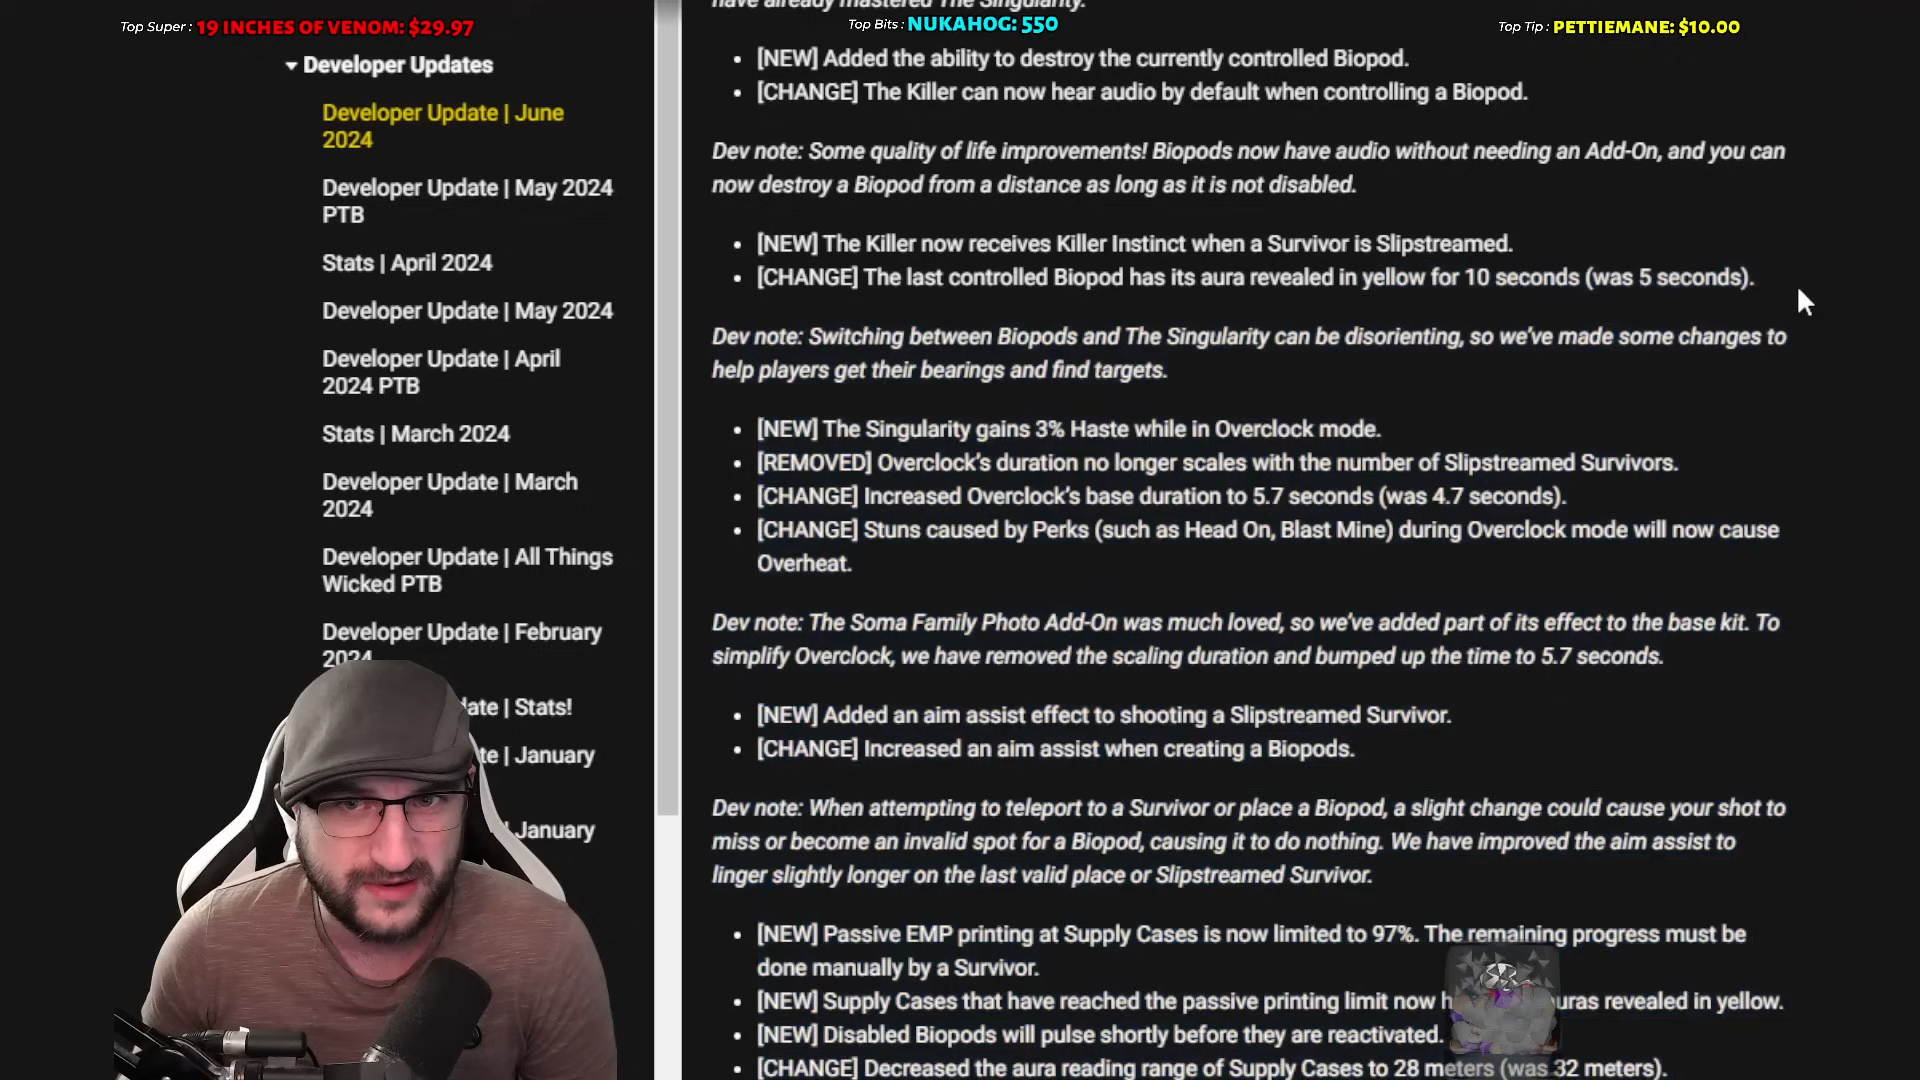 have already mastered The Singularity.
Top Super : 19 INCHES OF VENOM: $29.97
Top Bits : NUKAHOG: 550
Top Tip : PETTIEMANE: $10.00
Developer Updates
Developer Update | June
2024
Developer Update | May 2024
PTB
Stats | April 2024
Developer Update | May 2024
Developer Update | April
2024 PTB
Stats | March 2024
Developer Update | March
2024
Developer Update | All Things
Wicked PTB
Developer Update | February
2024
ate | Stats!
te | January
| January
• [NEW] Added the ability to destroy the currently controlled Biopod.
• [CHANGE] The Killer can now hear audio by default when controlling a Biopod.
Dev note: Some quality of life improvements! Biopods now have audio without needing an Add-On, and you can
now destroy a Biopod from a distance as long as it is not disabled.
• [NEW] The Killer now receives Killer Instinct when a Survivor is Slipstreamed.
• [CHANGE] The last controlled Biopod has its aura revealed in yellow for 10 seconds (was 5 seconds).
Dev note: Switching between Biopods and The Singularity can be disorienting, so we've made some changes to
help players get their bearings and find targets.
• [NEW] The Singularity gains 3% Haste while in Overclock mode.
• [REMOVED] Overclock's duration no longer scales with the number of Slipstreamed Survivors.
• [CHANGE] Increased Overclock's base duration to 5.7 seconds (was 4.7 seconds).
• [CHANGE] Stuns caused by Perks (such as Head On, Blast Mine) during Overclock mode will now cause
Overheat.
Dev note: The Soma Family Photo Add-On was much loved, so we've added part of its effect to the base kit. To
simplify Overclock, we have removed the scaling duration and bumped up the time to 5.7 seconds.
• [NEW] Added an aim assist effect to shooting a Slipstreamed Survivor.
• [CHANGE] Increased an aim assist when creating a Biopods.
Dev note: When attempting to teleport to a Survivor or place a Biopod, a slight change could cause your shot to
miss or become an invalid spot for a Biopod, causing it to do nothing. We have improved the aim assist to
linger slightly longer on the last valid place or Slipstreamed Survivor.
• [NEW] Passive EMP printing at Supply Cases is now limited to 97%. The remaining progress must be
done manually by a Survivor.
• [NEW] Supply Cases that have reached the passive printing limit now h uras revealed in yellow.
• [NEW] Disabled Biopods will pulse shortly before they are reactivated.
• [CHANGE] Decreased the aura reading range of Supply Cases to 28 meters (was 32 meters).